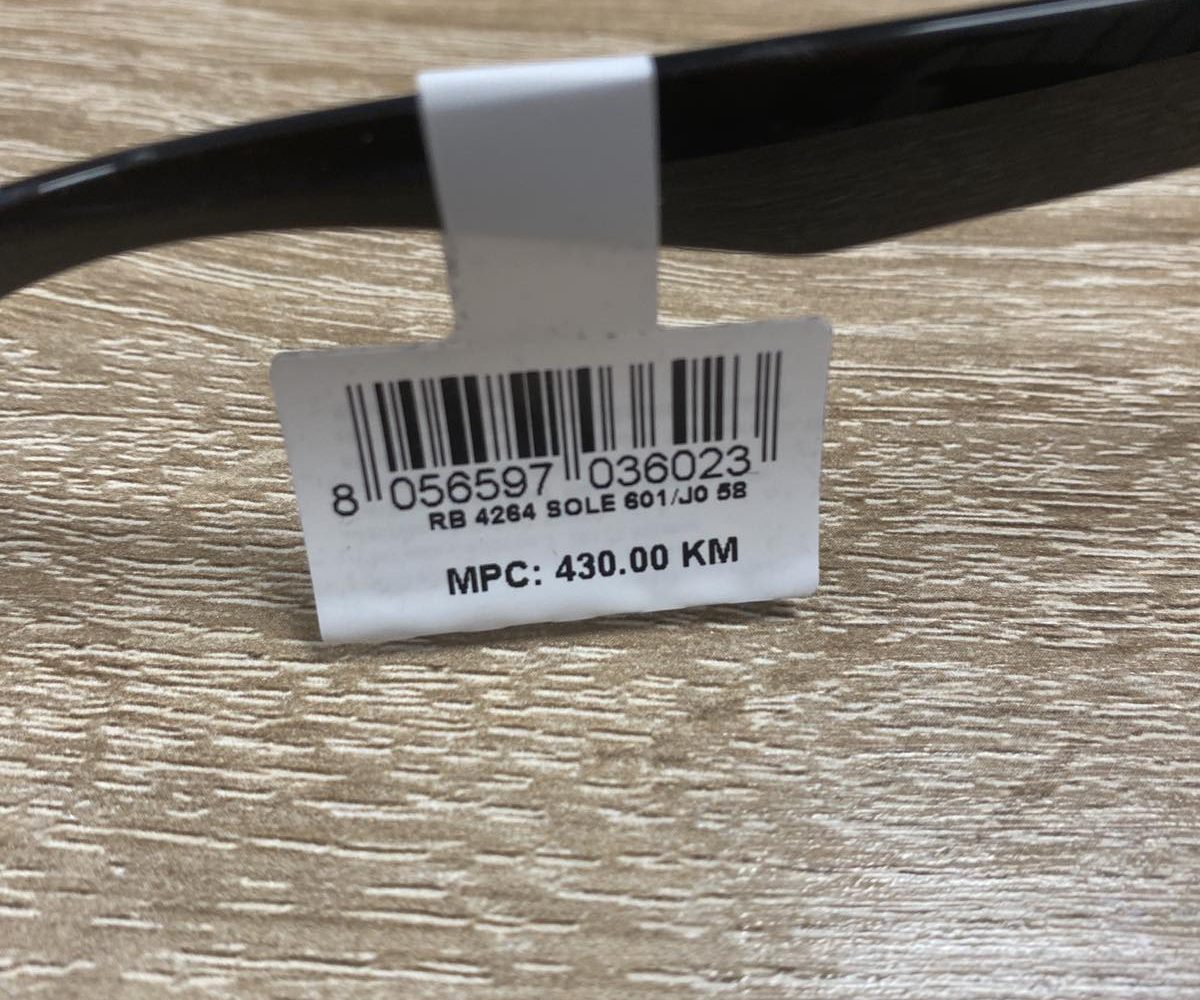 8 056597 036023
RB 4264 SOLE 601/J0 58
MPC: 430.00 KM